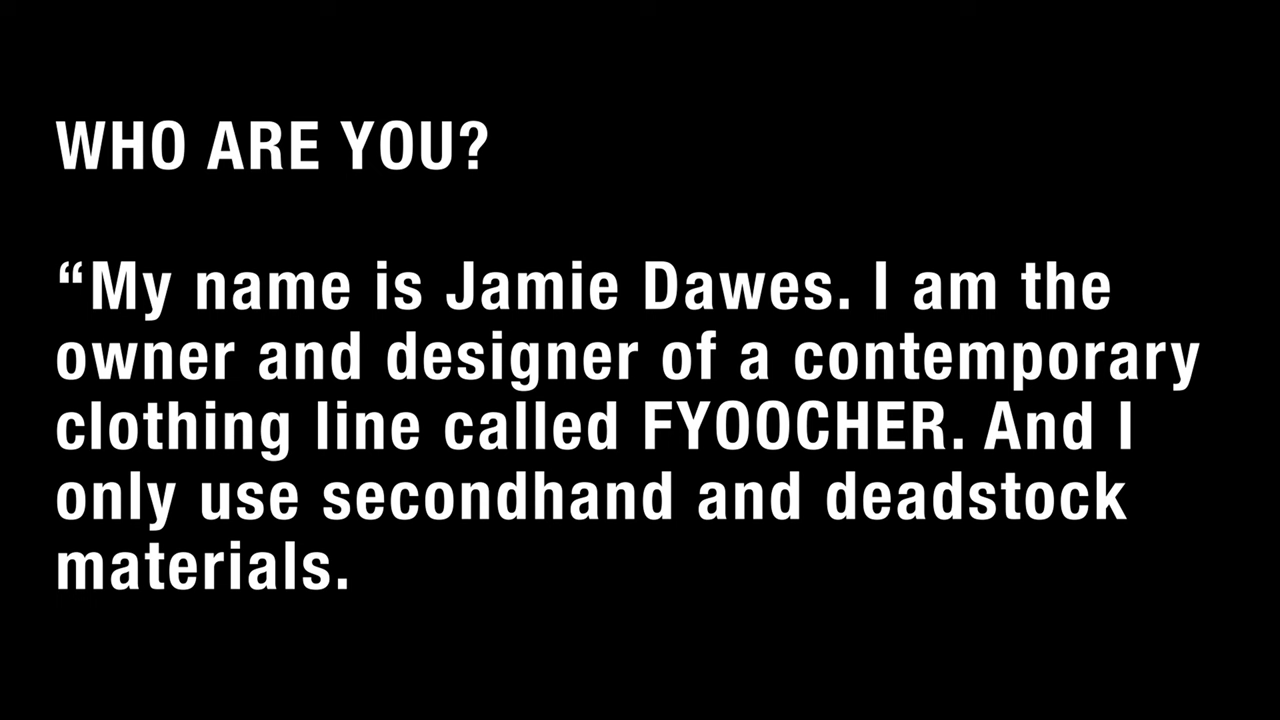 WHO ARE YOU?
“My name is Jamie Dawes. I am the
owner and designer of a contemporary
clothing line called FYOOCHER. And I
only use secondhand and deadstock
materials.